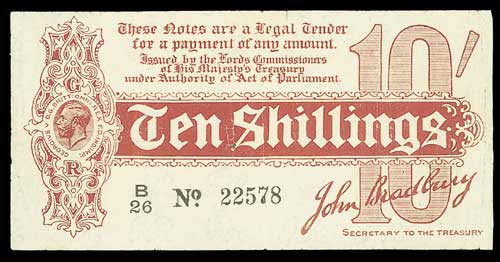 These Notes are a Legal Tender
for a payment of any amount.
Issued by the Lords Commissioners
of His Majesty's Treasury
under Authority of Act of Parliament.
10/
G
R
Ten Shillings
B
26 No. 22578
John Bradbury
10
SECRETARY TO THE TREASURY